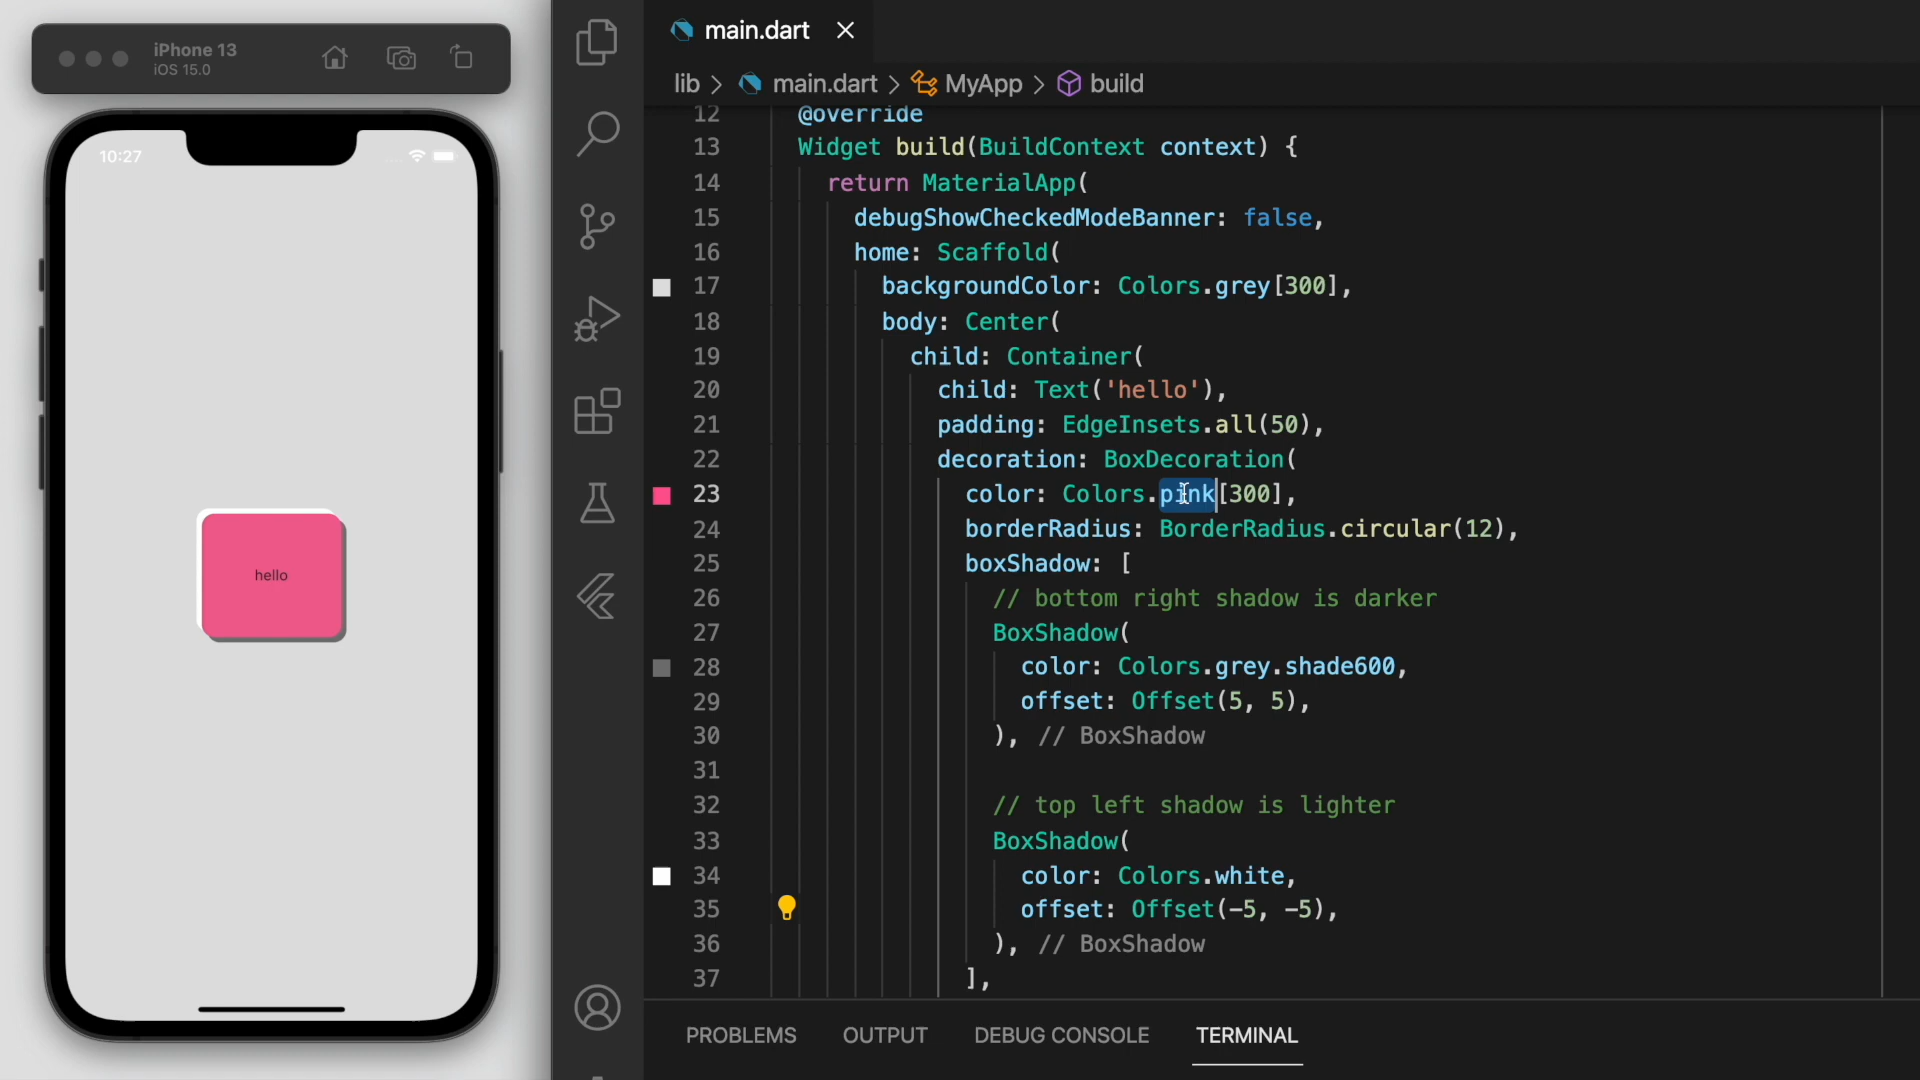 iPhone 13
iOS 15.0
10:27
hello
main.dart
lib > main.dart > MyApp > build
12 @override
13 Widget build(BuildContext context) {
14 return MaterialApp(
15 debugShowCheckedModeBanner: false,
16 home: Scaffold(
17 backgroundColor: Colors.grey[300],
18 body: Center(
19 child: Container(
20 child: Text('hello'),
21 padding: EdgeInsets.all(50),
22 decoration: BoxDecoration(
23 color: Colors.pink[300],
24 borderRadius: BorderRadius.circular(12),
25 boxShadow: [
26 // bottom right shadow is darker
27 BoxShadow(
28 color: Colors.grey.shade600,
29 offset: Offset(5, 5),
30 ), // BoxShadow
31
32 // top left shadow is lighter
33 BoxShadow(
34 color: Colors.white,
35 offset: Offset(-5, -5),
36 ), // BoxShadow
37 ],
PROBLEMS OUTPUT DEBUG CONSOLE TERMINAL